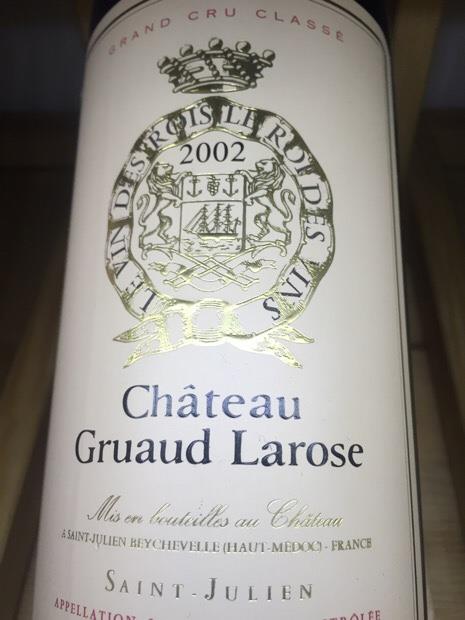 GRAND CRU CLASSÉ
LE VIN DES ROIS LE ROI DES VINS
2002
Château
Gruaud Larose
Mis en bouteilles au Château
A SAINT-JULIEN BEYCHEVELLE (HAUT-MÉDOC) - FRANCE
SAINT-JULIEN
APPELLATION